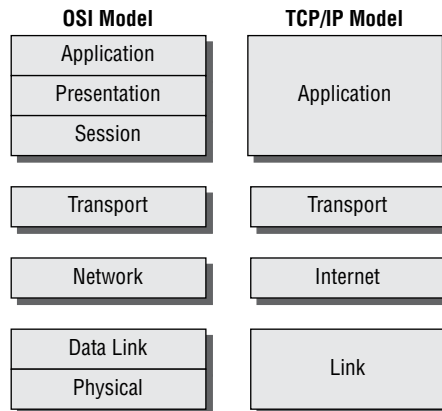 OSI Model
Application
Presentation
Session
Transport
Network
Data Link
Physical
TCP/IP Model
Application
Transport
Internet
Link